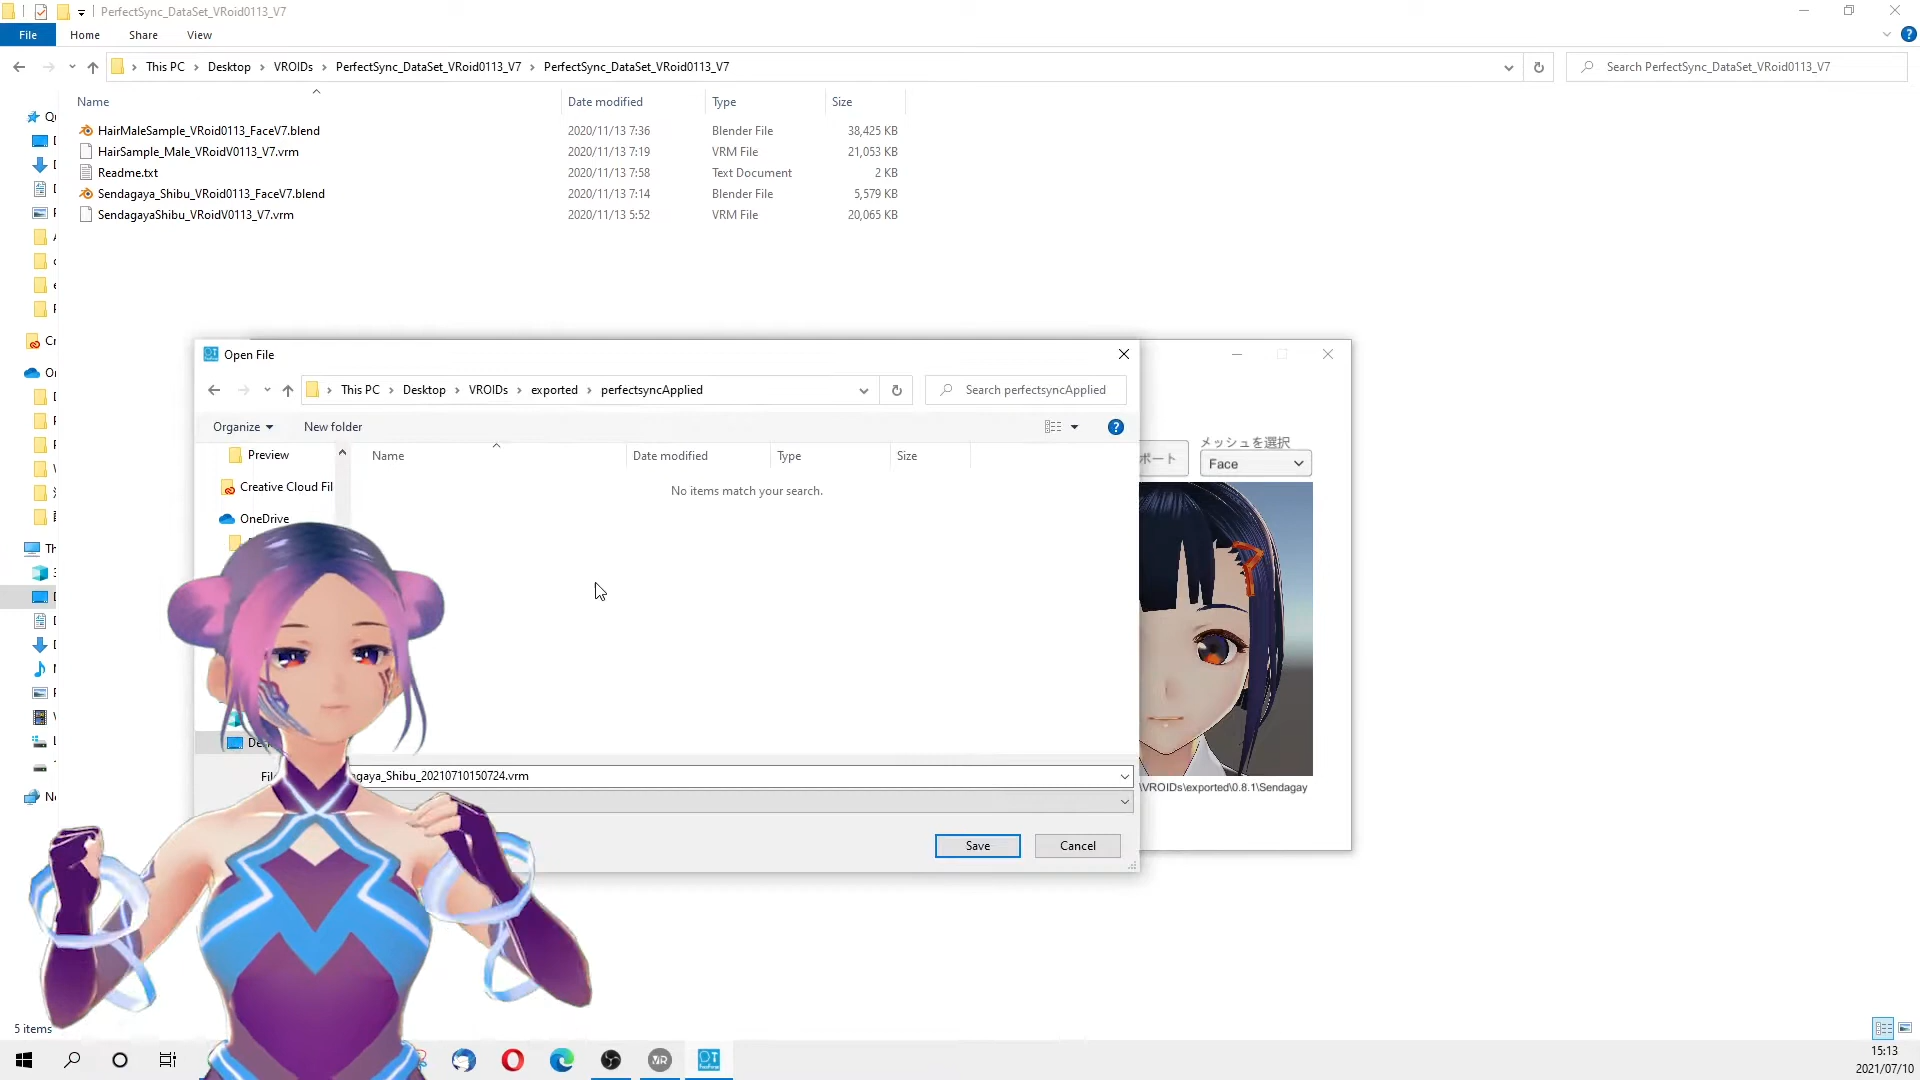 PerfectSync_DataSet_VRoid0113_V7
File Home Share View
This PC Desktop VROIDs PerfectSync_DataSet_VRoid0113_V7 PerfectSync_DataSet_VRoid0113_V7
Search PerfectSync_DataSet_VRoid0113_V7
Name Date modified Type Size
HairMaleSample_VRoid0113_FaceV7.blend 2020/11/13 7:36 Blender File 38,425 KB
HairSample_Male_VRoidV0113_V7.vrm 2020/11/13 7:19 VRM File 21,053 KB
Readme.txt 2020/11/13 7:58 Text Document 2 KB
Sendagaya_Shibu_VRoid0113_FaceV7.blend 2020/11/13 7:14 Blender File 5,579 KB
SendagayaShibu_VRoidV0113_V7.vrm 2020/11/13 5:52 VRM File 20,065 KB
Open File
This PC Desktop VROIDs exported perfectsyncApplied
Search perfectsyncApplied
Organize New folder
Preview
Creative Cloud Fil
OneDrive
Name Date modified Type Size
No items match your search.
ポート
メッシュを選択
Face
gaya_Shibu_20210710150724.vrm
\VROIDs\exported\0.8.1\Sendagay
Save Cancel
5 items
15:13
2021/07/10